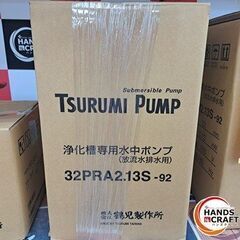 HANDS CRAFT
Submersible Pump
TSURUMI PUMP
浄化槽専用水中ポンプ
(放流水排水用)
32PRA2.13S-92
株式会社 鶴見製作所